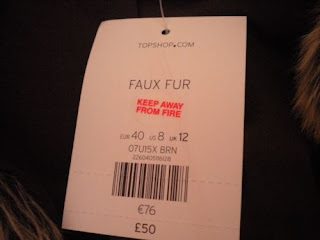 TOPSHOP.COM
FAUX FUR
KEEP AWAY
FROM FIRE
EUR 40 US 8 UK 12
07U15X BRN
€76
£50